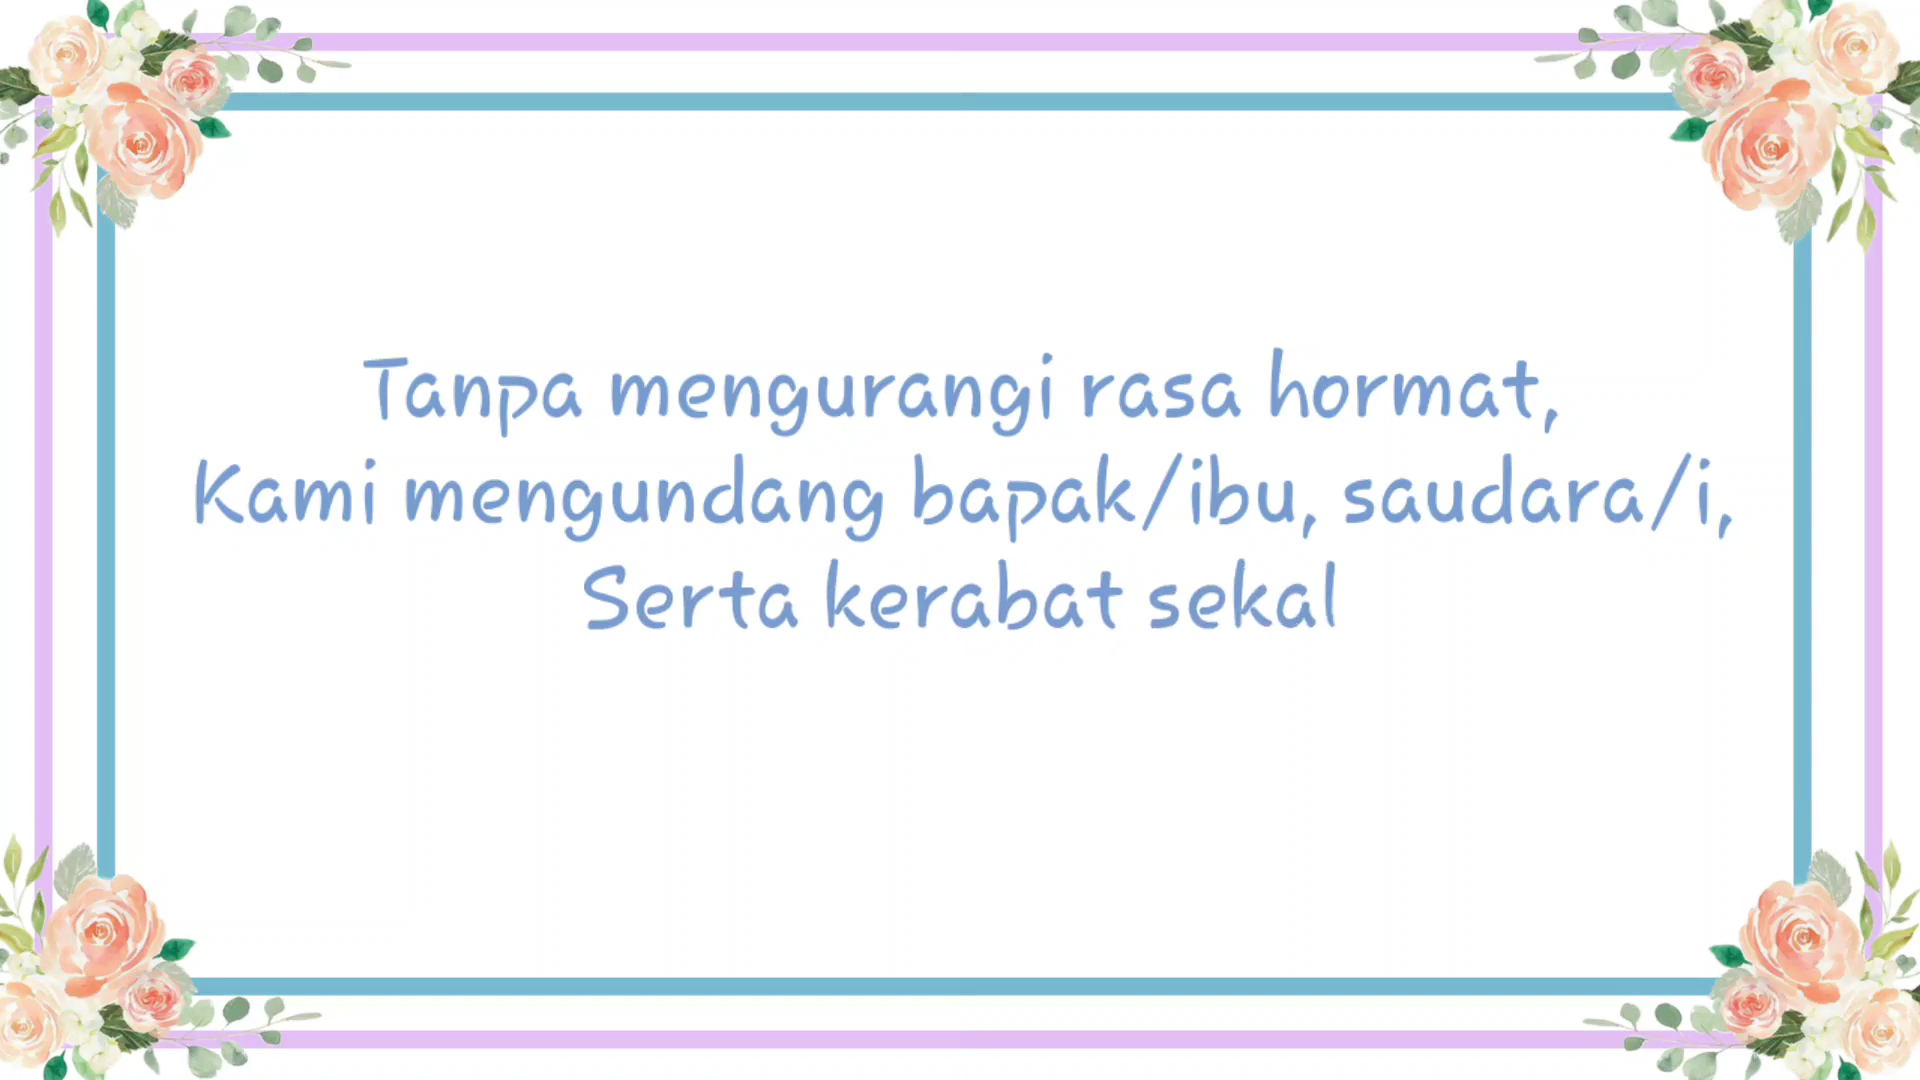 Tanpa mengurangi rasa hormat,
Kami mengundang bapak/ibu, saudara/i,
Serta kerabat sekal